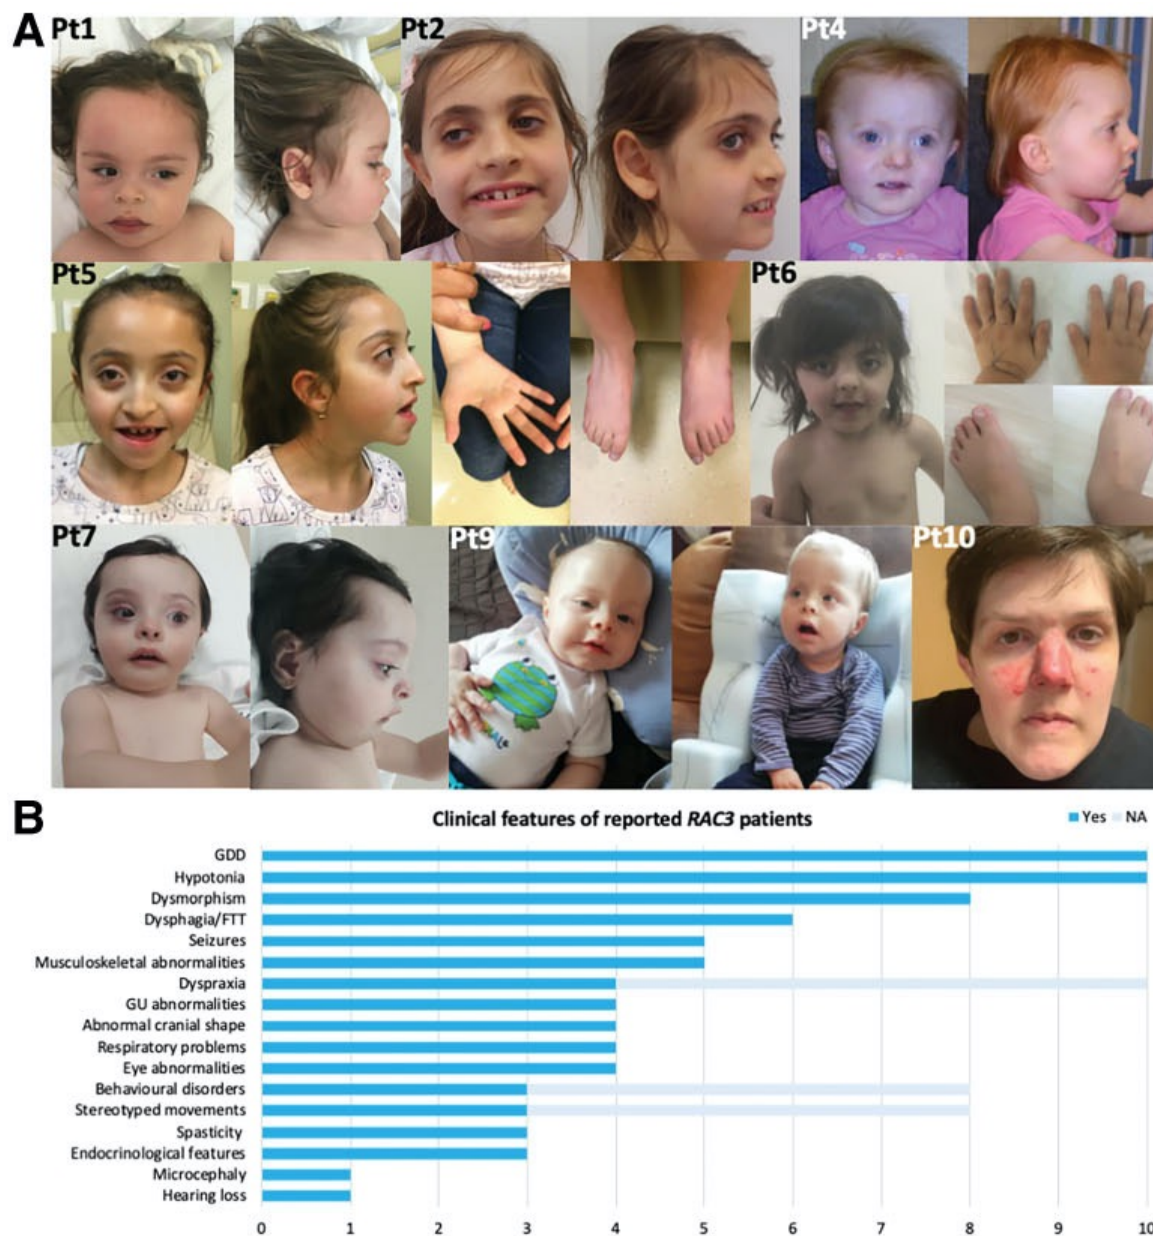 A
Pt1
Pt2
Pt4
Pt5
Pt6
Pt7
Pt9
Pt10
B
Clinical features of reported RAC3 patients
Yes NA
GDD
Hypotonia
Dysmorphism
Dysphagia/FTT
Seizures
Musculoskeletal abnormalities
Dyspraxia
GU abnormalities
Abnormal cranial shape
Respiratory problems
Eye abnormalities
Behavioural disorders
Stereotyped movements
Spasticity
Endocrinological features
Microcephaly
Hearing loss
0 1 2 3 4 5 6 7 8 9 10